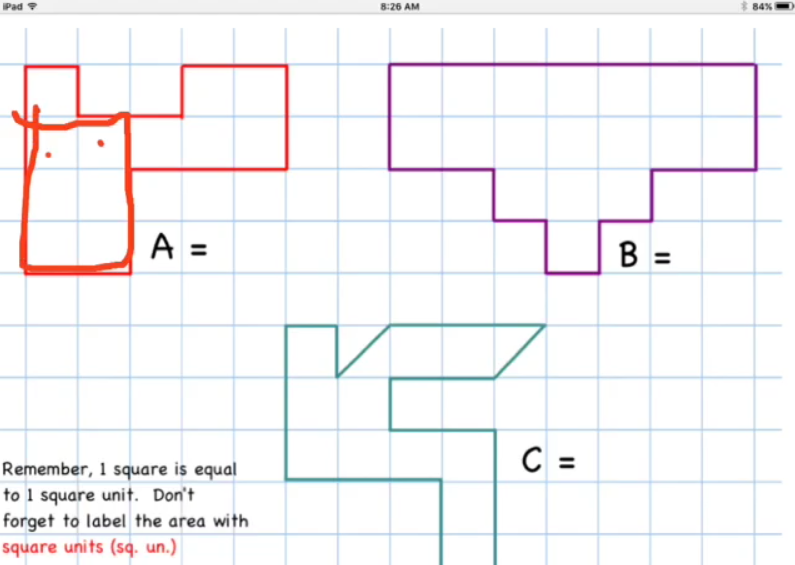 iPad 8:26 AM 84%
A =
B =
C =
Remember, 1 square is equal
to 1 square unit. Don't
forget to label the area with
square units (sq. un.)